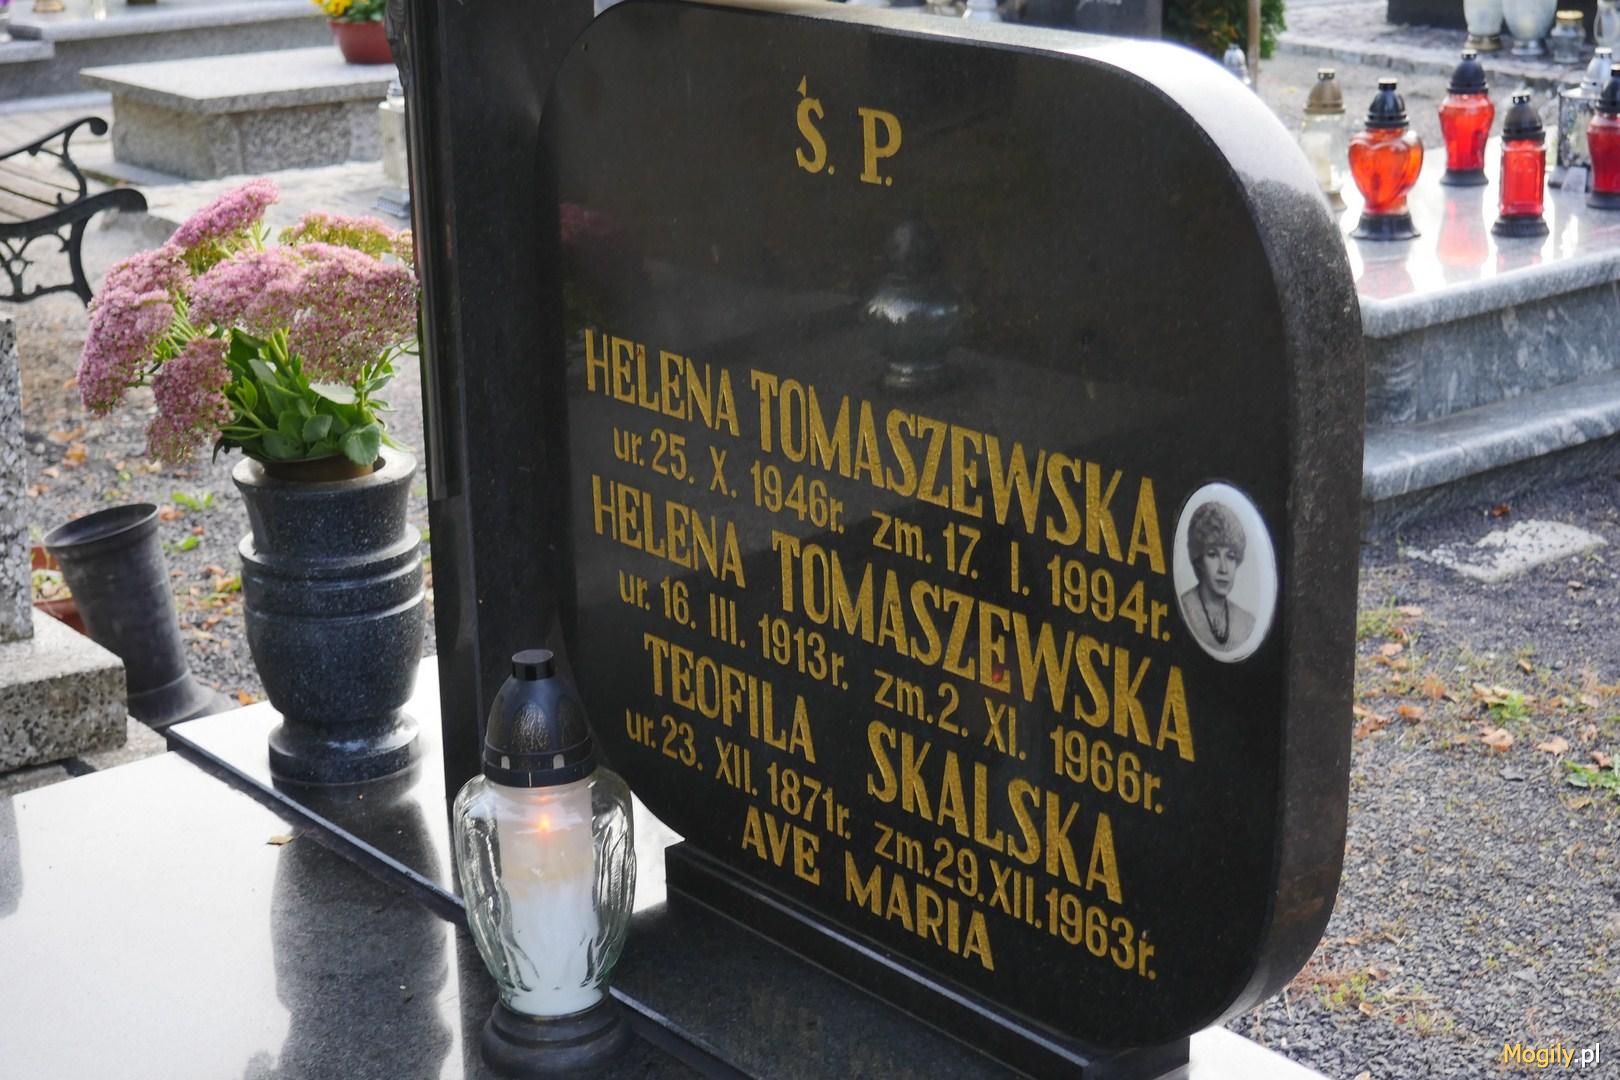 Ś. P.
HELENA TOMASZEWSKA
ur. 25. X. 1946r. zm. 17. I. 1994r.
HELENA TOMASZEWSKA
ur. 16. III. 1913r. zm. 2. XI. 1966r.
TEOFILA SKALSKA
ur. 23. XII. 1871r. zm. 29. XII. 1963r.
AVE MARIA
Mogily.pl